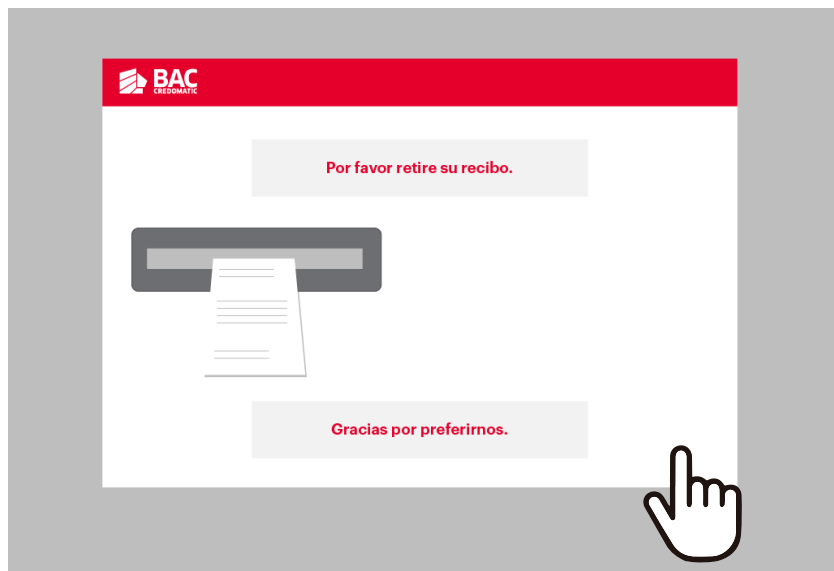 BAC
CREDOMATIC
Por favor retire su recibo.
Gracias por preferirnos.